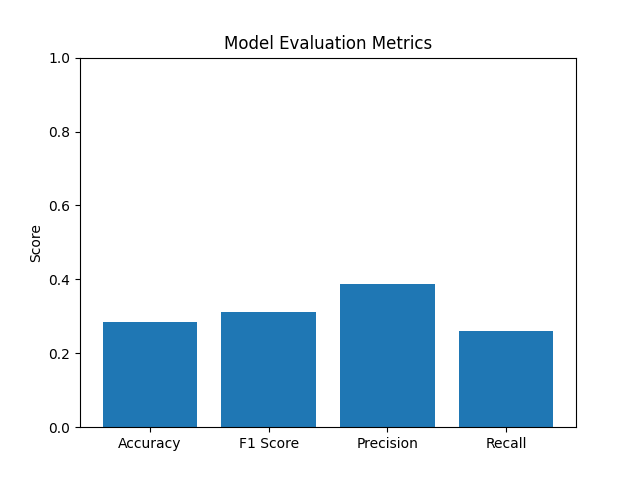 Model Evaluation Metrics
1.0
0.8
0.6
0.4
0.2
0.0
Score
Accuracy
F1 Score
Precision
Recall